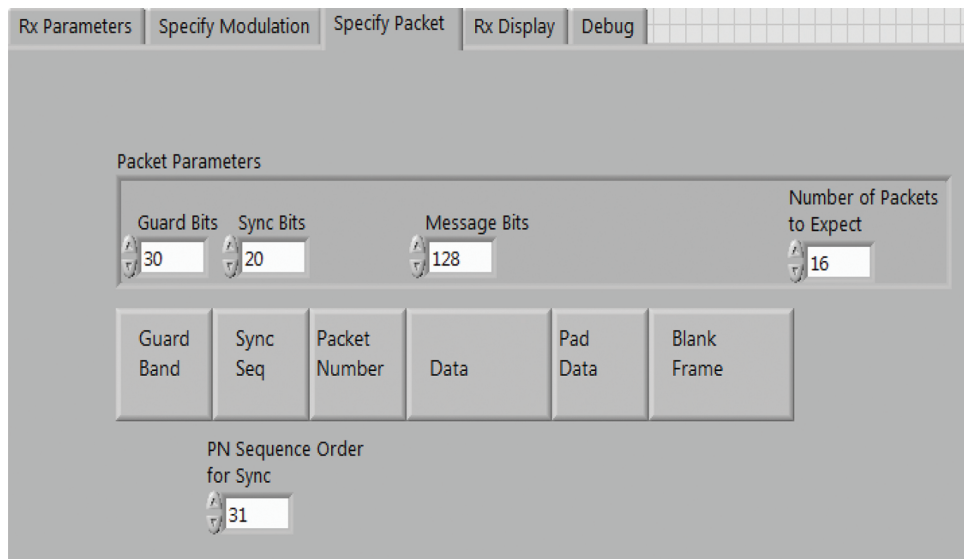 Rx Parameters Specify Modulation Specify Packet Rx Display Debug
Packet Parameters
Guard Bits Sync Bits Message Bits Number of Packets
to Expect
30 20 128 16
Guard Sync Packet Pad Blank
Band Seq Number Data Data Frame
PN Sequence Order
for Sync
31